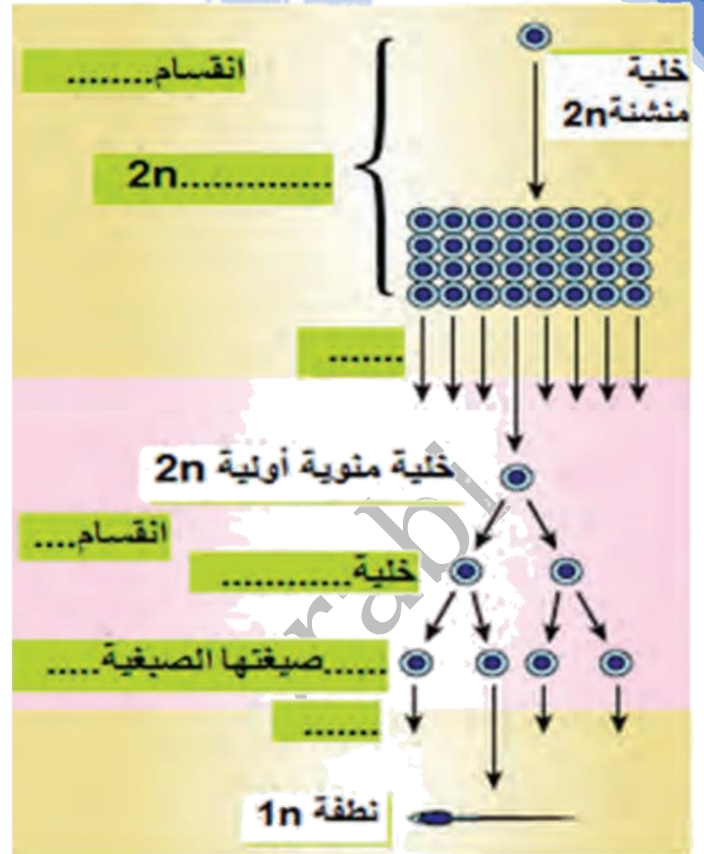 خلية
منشئة2n
انقسام........
2n..............
.......
خلية منوية أولية 2n
انقسام....
خلية............
......صيغتها الصبغية.....
.......
نطفة 1n